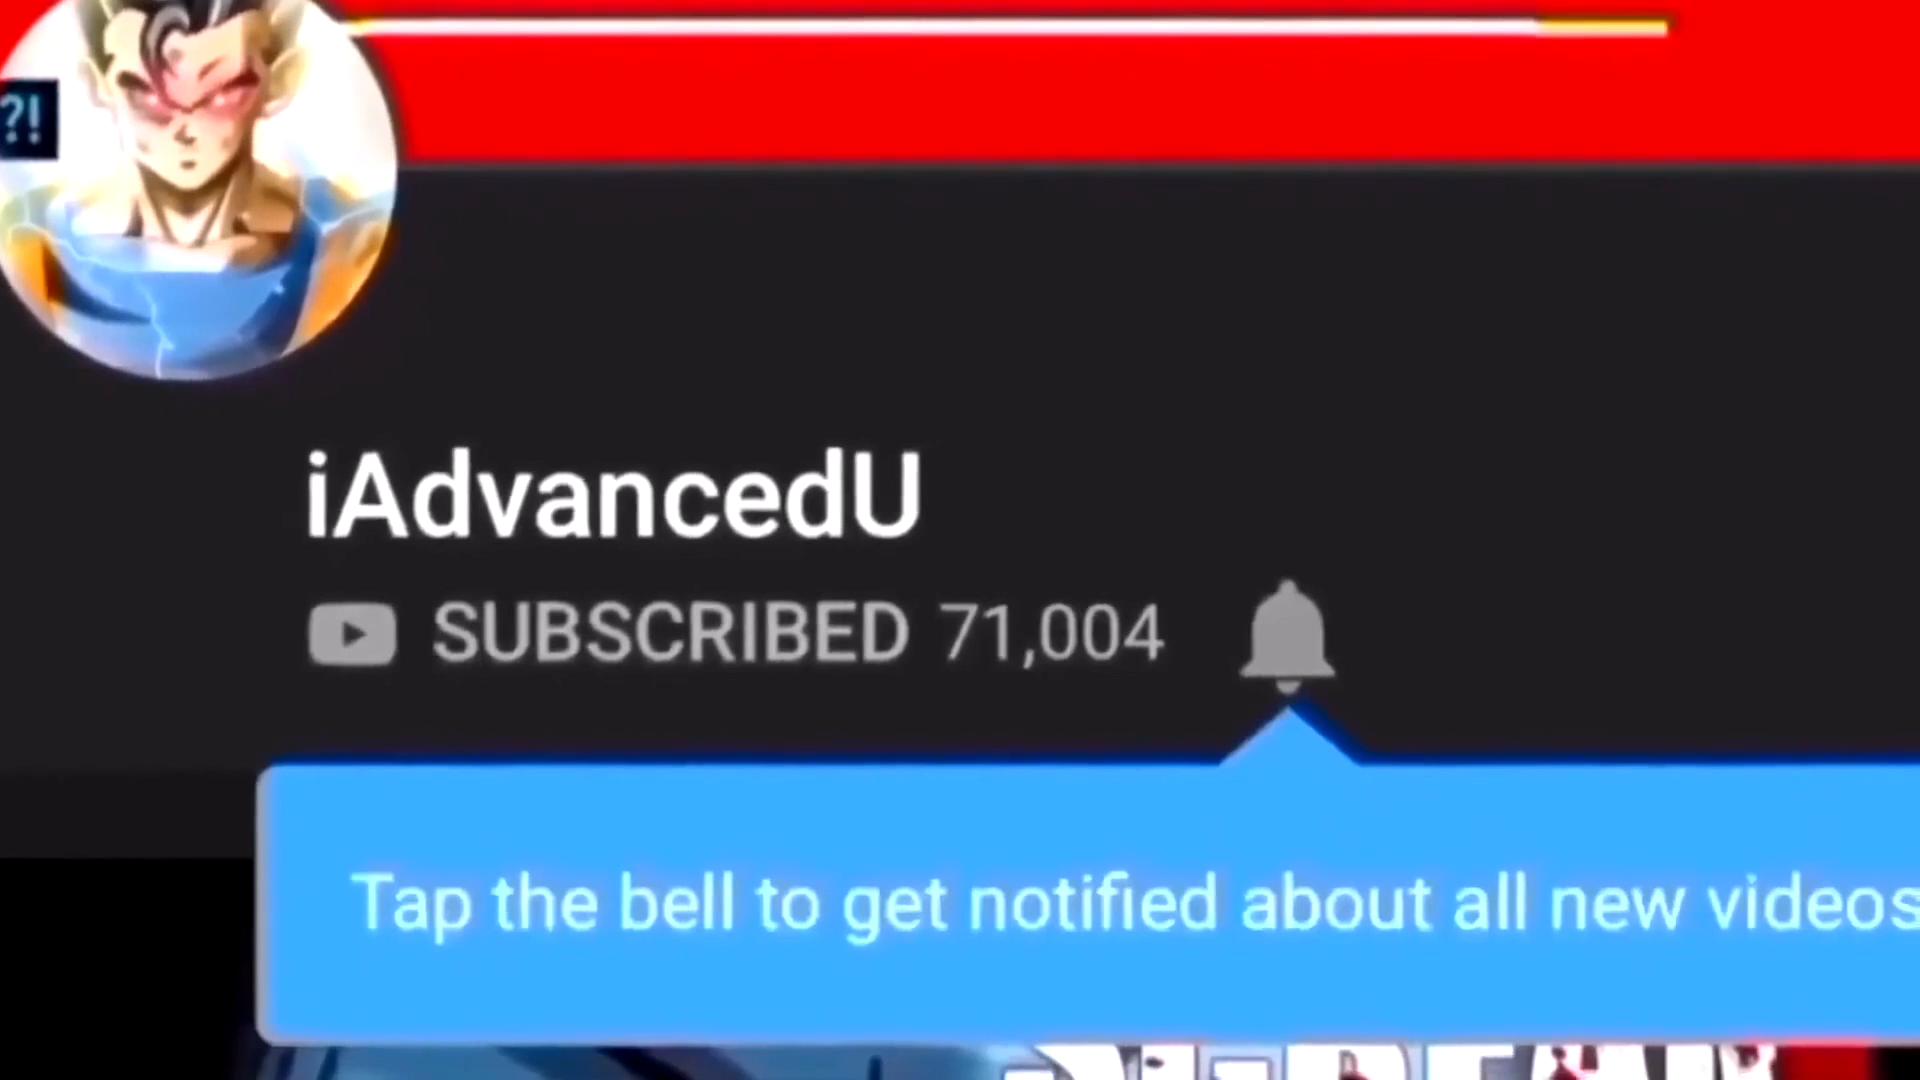 ?!
iAdvancedU
SUBSCRIBED 71,004
Tap the bell to get notified about all new videos